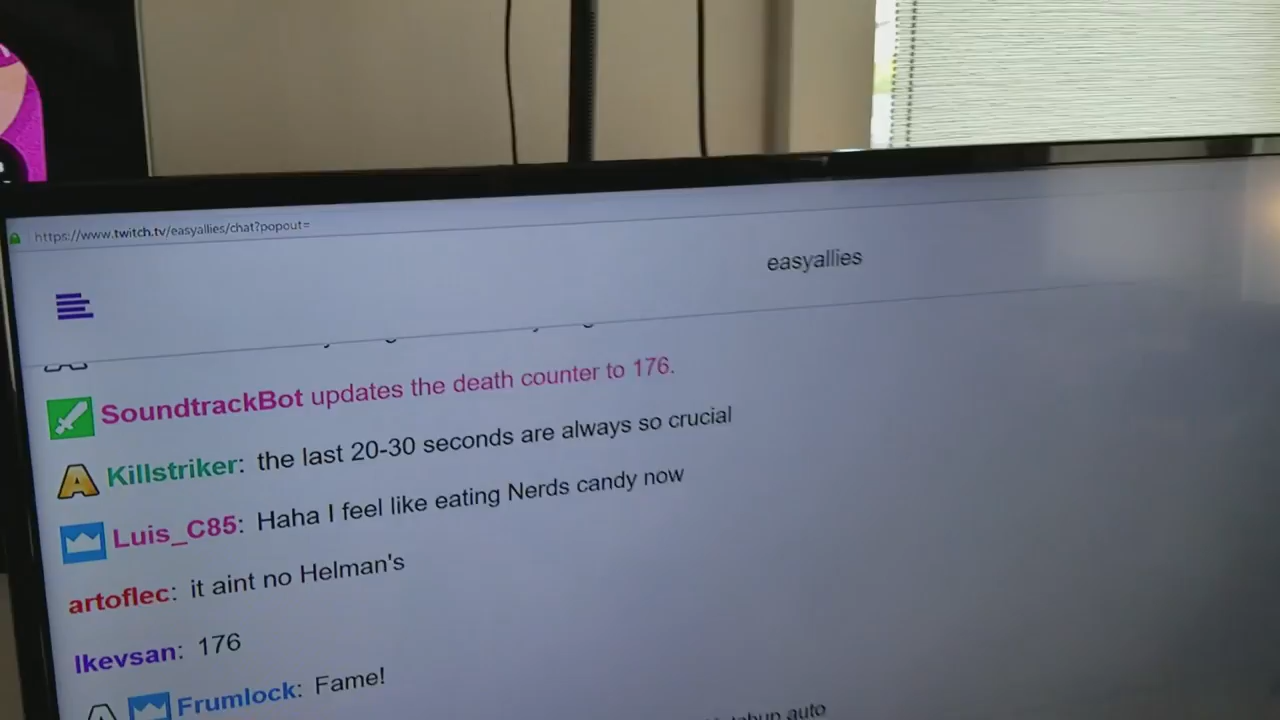 https://www.twitch.tv/easyallies/chat?popout=
easyallies
SoundtrackBot updates the death counter to 176.
Killstriker: the last 20-30 seconds are always so crucial
Luis_C85: Haha I feel like eating Nerds candy now
artoflec: it aint no Helman's
lkevsan: 176
Frumlock: Fame!
auto